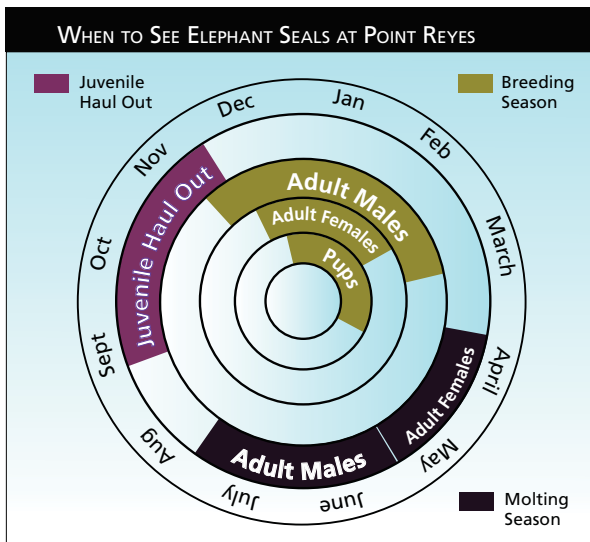 WHEN TO SEE ELEPHANT SEALS AT POINT REYES
Juvenile
Haul Out
Breeding
Season
Jan
Feb
March
April
May
June
July
Aug
Sept
Oct
Nov
Dec
Juvenile Haul Out
Adult Males
Adult Females
Pups
Adult Females
Adult Males
Molting
Season